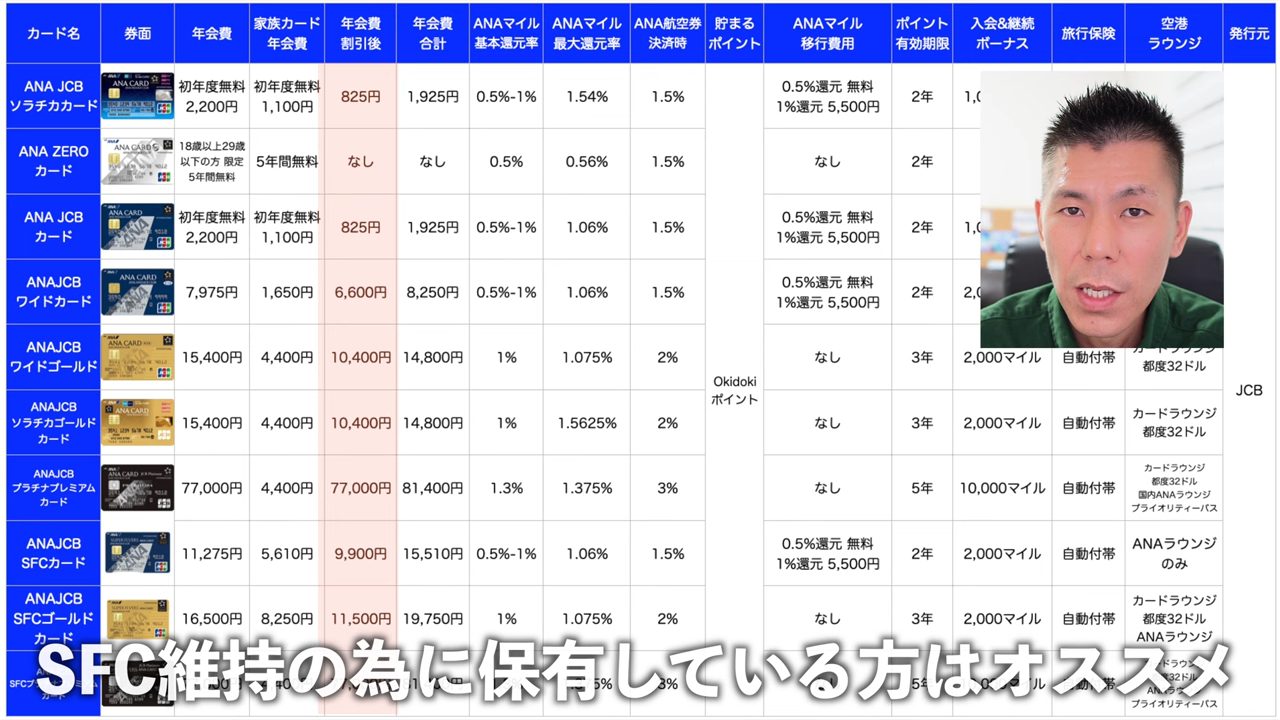 カード名 券面 年会費 家族カード 年会費 年会費 割引後 年会費 合計 ANAマイル 基本還元率 ANAマイル 最大還元率 ANA航空券 決済時 貯まる ポイント ANAマイル 移行費用 ポイント 有効期限 入会&継続 ボーナス 旅行保険 空港 ラウンジ 発行元
ANA JCB ソラチカカード 初年度無料 2,200円 初年度無料 1,100円 825円 1,925円 0.5%-1% 1.54% 1.5% 0.5%還元 無料 1%還元 5,500円 2年
ANA ZERO カード 18歳以上29歳 以下の方 限定 5年間無料 5年間無料 なし なし 0.5% 0.56% 1.5% なし 2年
ANA JCB カード 初年度無料 2,200円 初年度無料 1,100円 825円 1,925円 0.5%-1% 1.06% 1.5% 0.5%還元 無料 1%還元 5,500円 2年
ANAJCB ワイドカード 7,975円 1,650円 6,600円 8,250円 0.5%-1% 1.06% 1.5% 0.5%還元 無料 1%還元 5,500円 2年
ANAJCB ワイドゴールド 15,400円 4,400円 10,400円 14,800円 1% 1.075% 2% なし 3年 2,000マイル 自動付帯 カードラウンジ 都度32ドル
Okidoki ポイント
JCB
ANAJCB ソラチカゴールド カード 15,400円 4,400円 10,400円 14,800円 1% 1.5625% 2% なし 3年 2,000マイル 自動付帯 カードラウンジ 都度32ドル
ANAJCB プラチナプレミアム カード 77,000円 4,400円 77,000円 81,400円 1.3% 1.375% 3% なし 5年 10,000マイル 自動付帯 カードラウンジ 都度32ドル 国内ANAラウンジ プライオリティーパス
ANAJCB SFCカード 11,275円 5,610円 9,900円 15,510円 0.5%-1% 1.06% 1.5% 0.5%還元 無料 1%還元 5,500円 2年 2,000マイル 自動付帯 ANAラウンジ のみ
ANAJCB SFCゴールド カード 16,500円 8,250円 11,500円 19,750円 1% 1.075% 2% なし 3年 2,000マイル 自動付帯 カードラウンジ 都度32ドル ANAラウンジ
プライオリティーパス
SFC維持の為に保有している方はオススメ